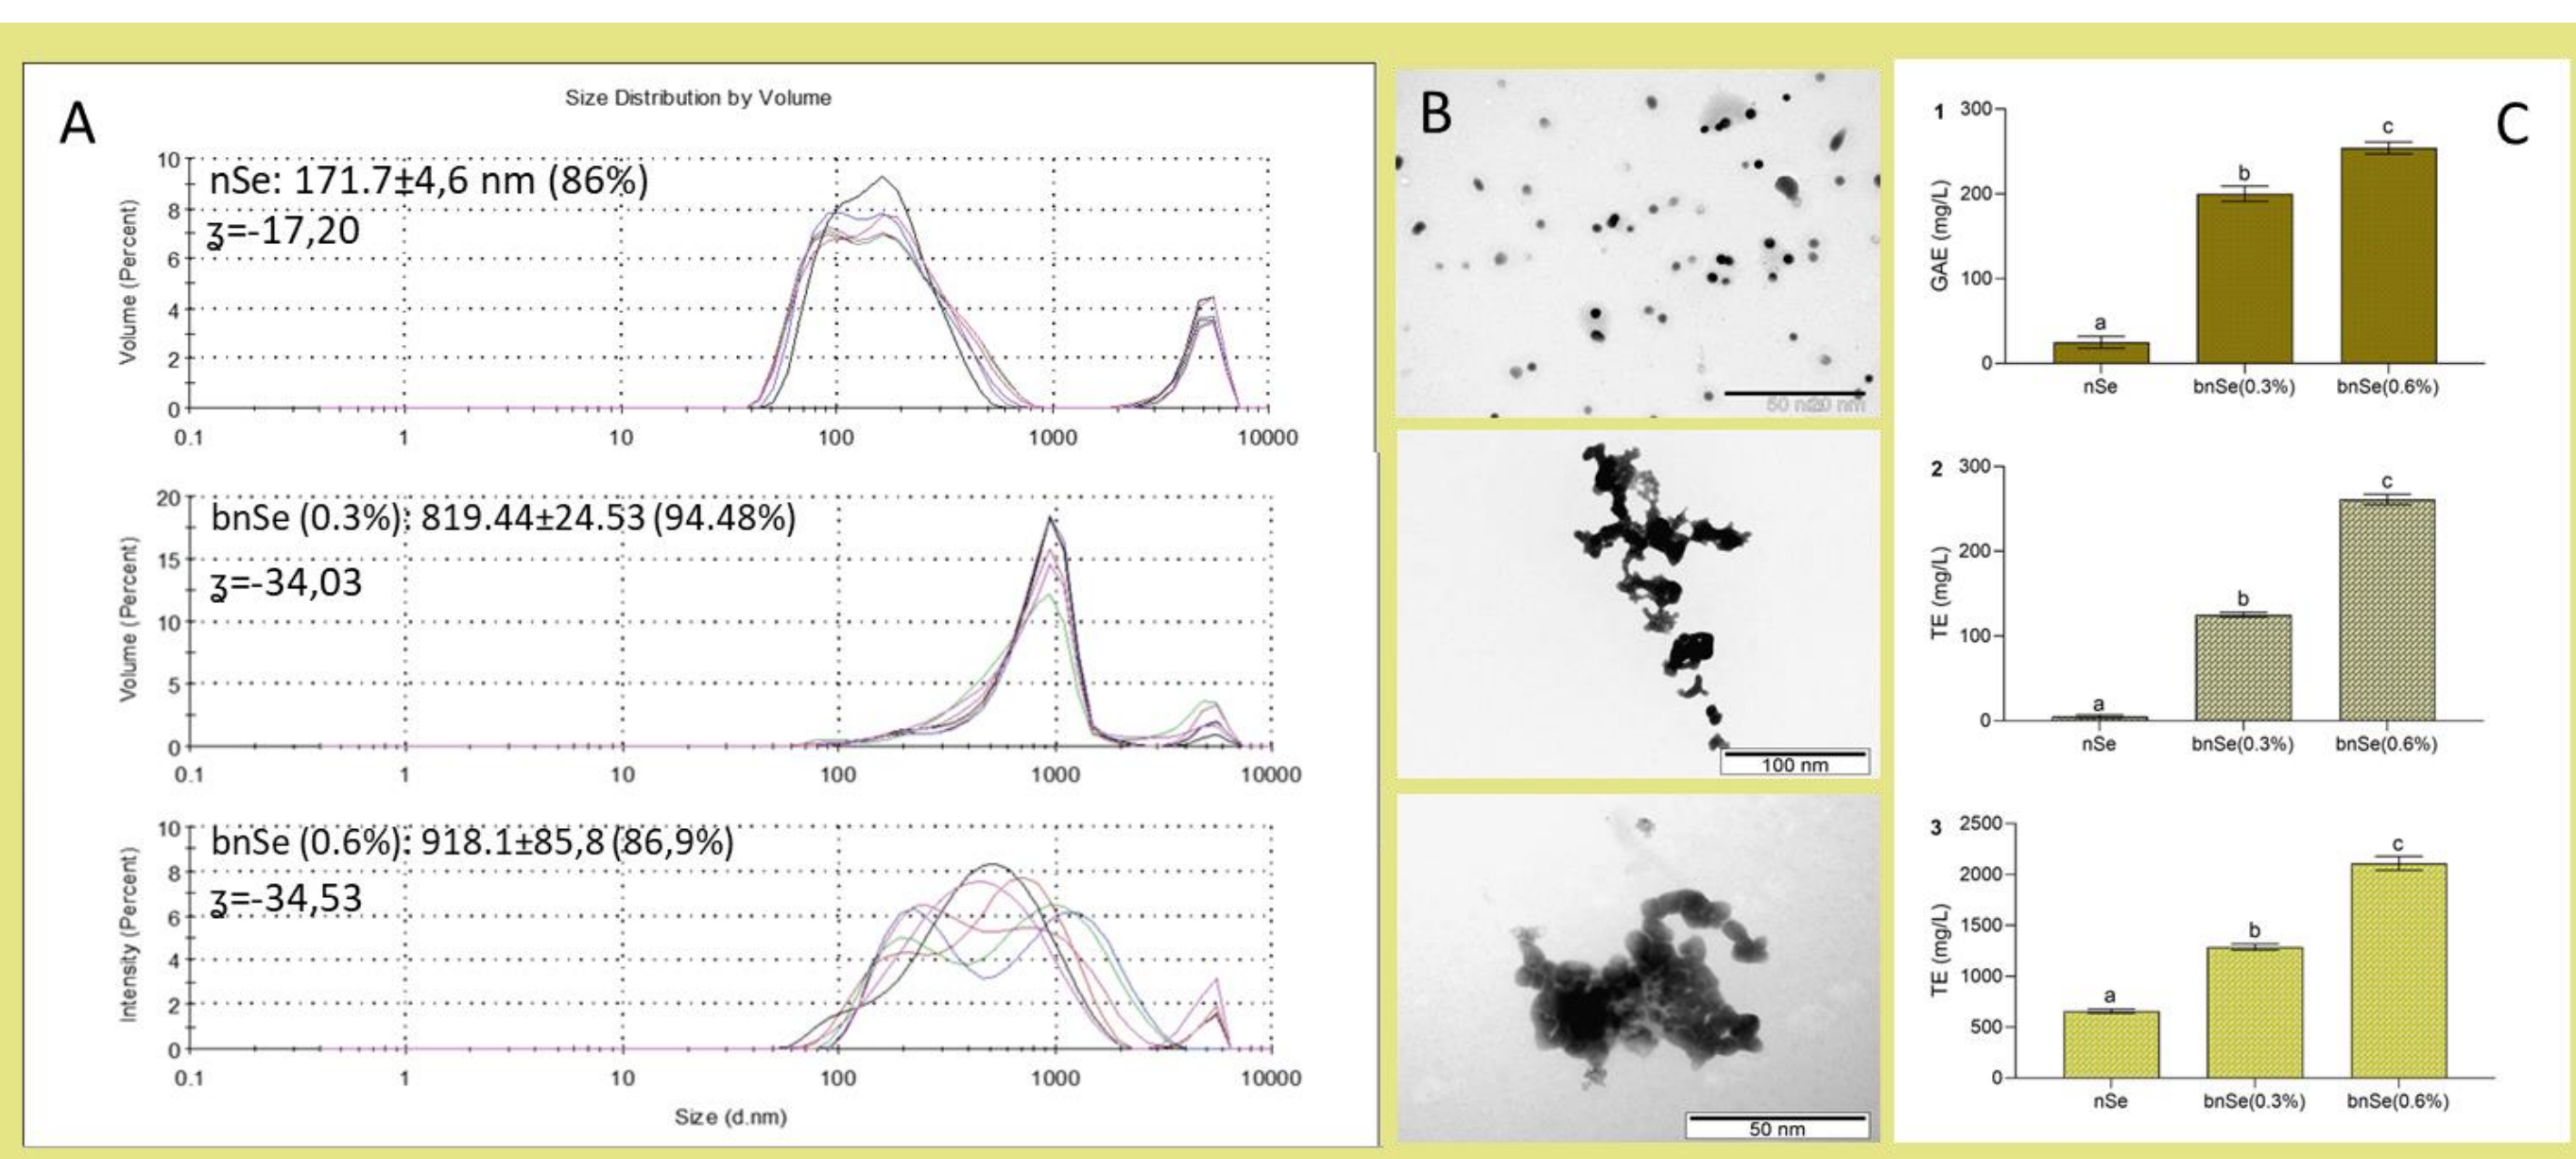 A
Size Distribution by Volume
nSe: 171.7±4,6 nm (86%)
ʒ=-17,20
Volume (Percent)
10
8
6
4
2
0
0.1 1 10 100 1000 10000
bnSe (0.3%): 819.44±24.53 (94.48%)
ʒ=-34,03
Volume (Percent)
20
15
10
5
0
0.1 1 10 100 1000 10000
bnSe (0.6%): 918.1±85,8 (86,9%)
ʒ=-34,53
Intensity (Percent)
10
8
6
4
2
0
0.1 1 10 100 1000 10000
Size (d.nm)
B
100 nm
50 nm
C
1
GAE (mg/L)
300
200
100
0
a
b
c
nSe bnSe(0.3%) bnSe(0.6%)
2
TE (mg/L)
300
200
100
0
a
b
c
nSe bnSe(0.3%) bnSe(0.6%)
3
TE (mg/L)
2500
2000
1500
1000
500
0
a
b
c
nSe bnSe(0.3%) bnSe(0.6%)